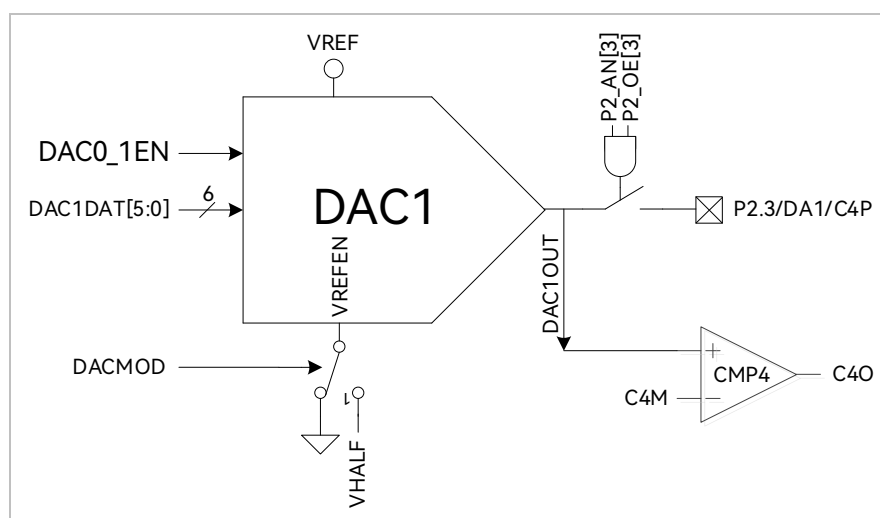 VREF
P2_AN[3]
P2_OE[3]
DAC0_1EN
DAC1DAT[5:0]
6
DAC1
P2.3/DA1/C4P
VREFEN
DAC1OUT
DACMOD
+
CMP4
C4O
C4M
−
1
VHALF